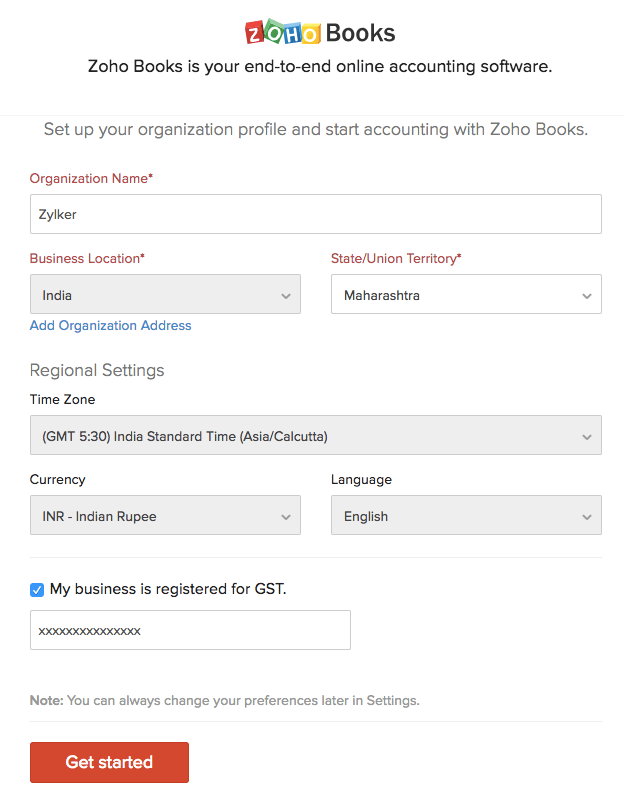 ZOHO Books
Zoho Books is your end-to-end online accounting software.
Set up your organization profile and start accounting with Zoho Books.
Organization Name*
Zylker
Business Location* State/Union Territory*
India Maharashtra
Add Organization Address
Regional Settings
Time Zone
(GMT 5:30) India Standard Time (Asia/Calcutta)
Currency Language
INR - Indian Rupee English
My business is registered for GST.
xxxxxxxxxxxxxxx
Note: You can always change your preferences later in Settings.
Get started